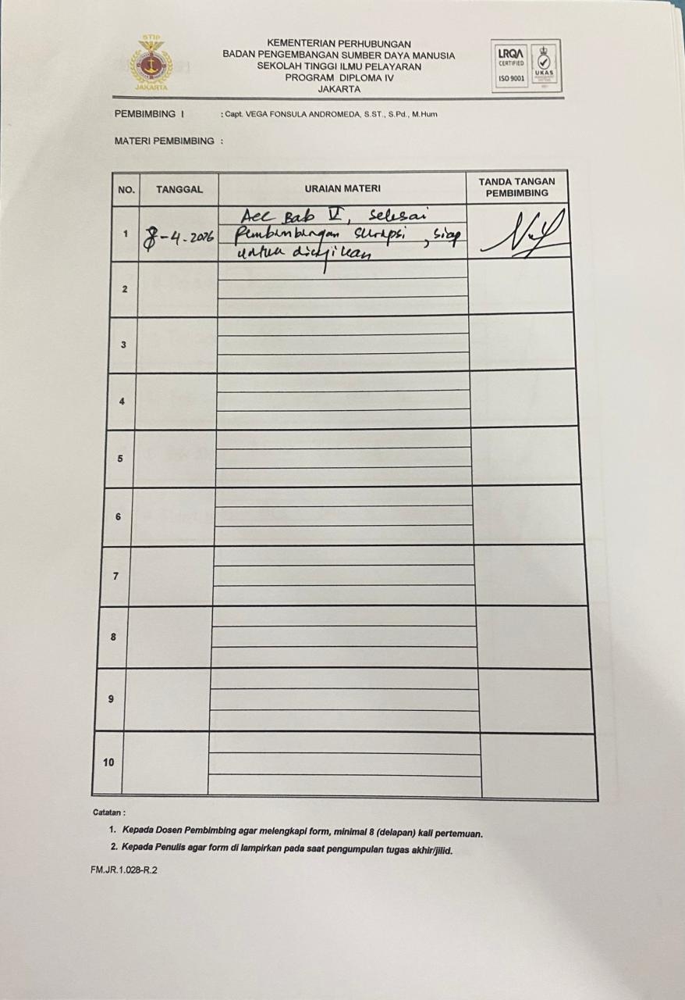 STIP
JAKARTA
KEMENTERIAN PERHUBUNGAN
BADAN PENGEMBANGAN SUMBER DAYA MANUSIA
SEKOLAH TINGGI ILMU PELAYARAN
PROGRAM DIPLOMA IV
JAKARTA
LRQA
CERTIFIED
ISO 9001
UKAS
PEMBIMBING I : Capt. VEGA FONSULA ANDROMEDA, S.ST., S.Pd., M.Hum
MATERI PEMBIMBING :
NO. TANGGAL URAIAN MATERI TANDA TANGAN PEMBIMBING
1 8-4-2026 Acc Bab V, selesai
Pembimbingan skripsi, siap
untuk diujikan
2
3
4
5
6
7
8
9
10
Catatan :
1. Kepada Dosen Pembimbing agar melengkapi form, minimal 8 (delapan) kali pertemuan.
2. Kepada Penulis agar form di lampirkan pada saat pengumpulan tugas akhir/jilid.
FM.JR.1.028-R.2